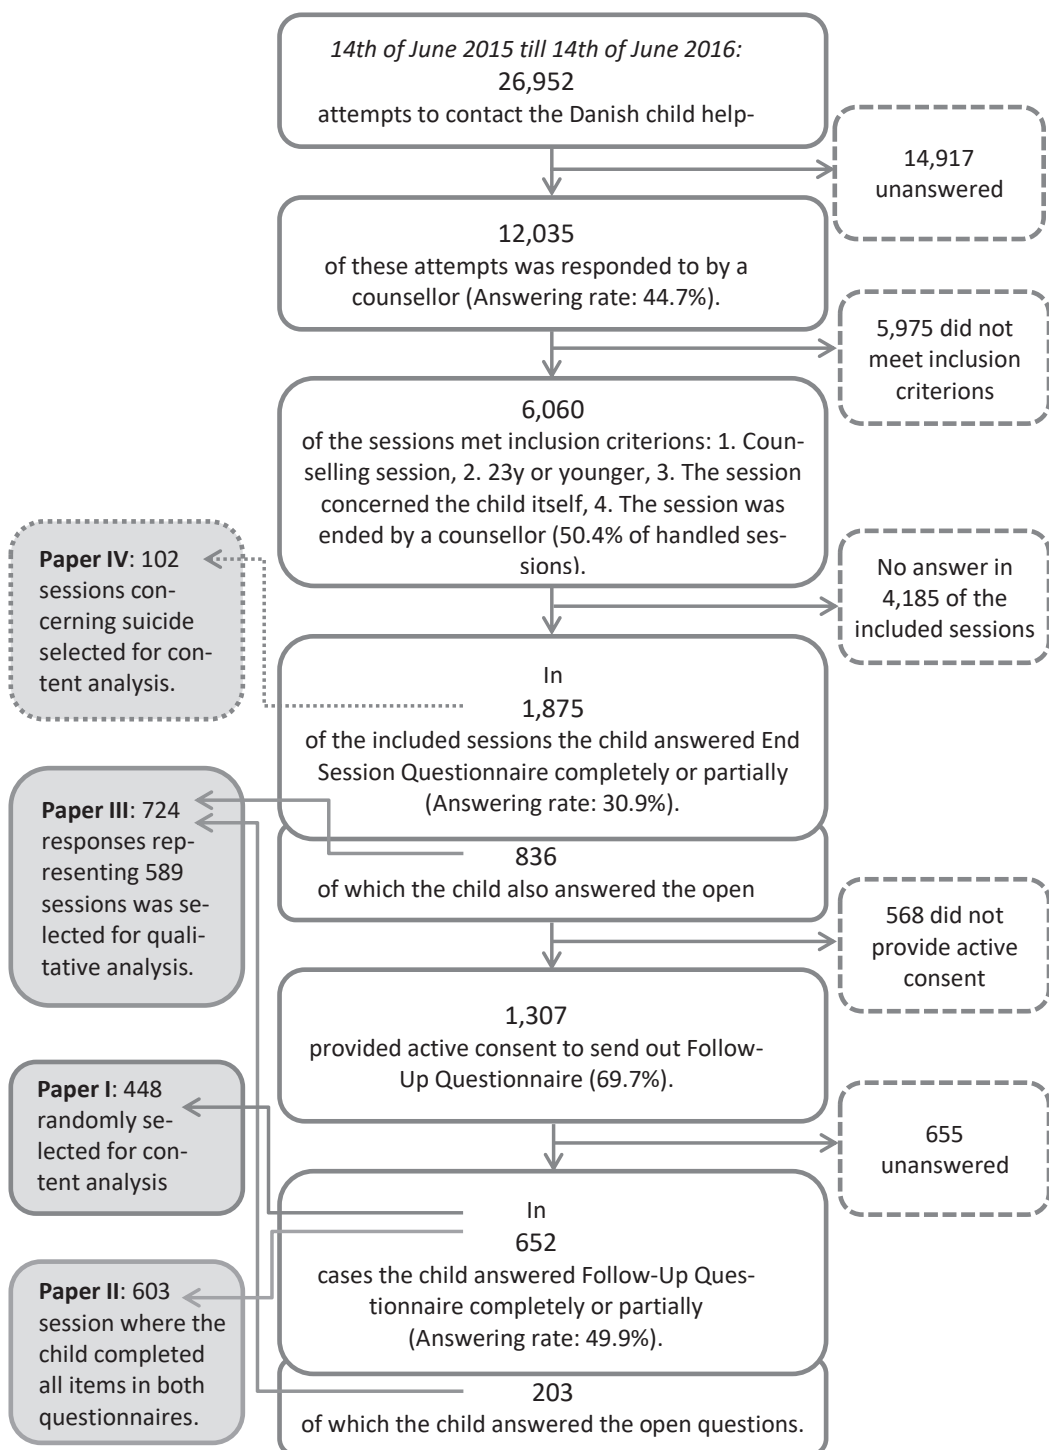 14th of June 2015 till 14th of June 2016:
26,952
attempts to contact the Danish child help-
14,917
unanswered
12,035
of these attempts was responded to by a
counsellor (Answering rate: 44.7%).
5,975 did not
meet inclusion
criterions
6,060
of the sessions met inclusion criterions: 1. Coun-
selling session, 2. 23y or younger, 3. The session
concerned the child itself, 4. The session was
ended by a counsellor (50.4% of handled ses-
sions).
No answer in
4,185 of the
included sessions
Paper IV: 102
sessions con-
cerning suicide
selected for con-
tent analysis.
In
1,875
of the included sessions the child answered End
Session Questionnaire completely or partially
(Answering rate: 30.9%).
Paper III: 724
responses rep-
resenting 589
sessions was se-
lected for quali-
tative analysis.
836
of which the child also answered the open
568 did not
provide active
consent
1,307
provided active consent to send out Follow-
Up Questionnaire (69.7%).
Paper I: 448
randomly se-
lected for con-
tent analysis
655
unanswered
In
652
cases the child answered Follow-Up Ques-
tionnaire completely or partially
(Answering rate: 49.9%).
Paper II: 603
session where the
child completed
all items in both
questionnaires.
203
of which the child answered the open questions.